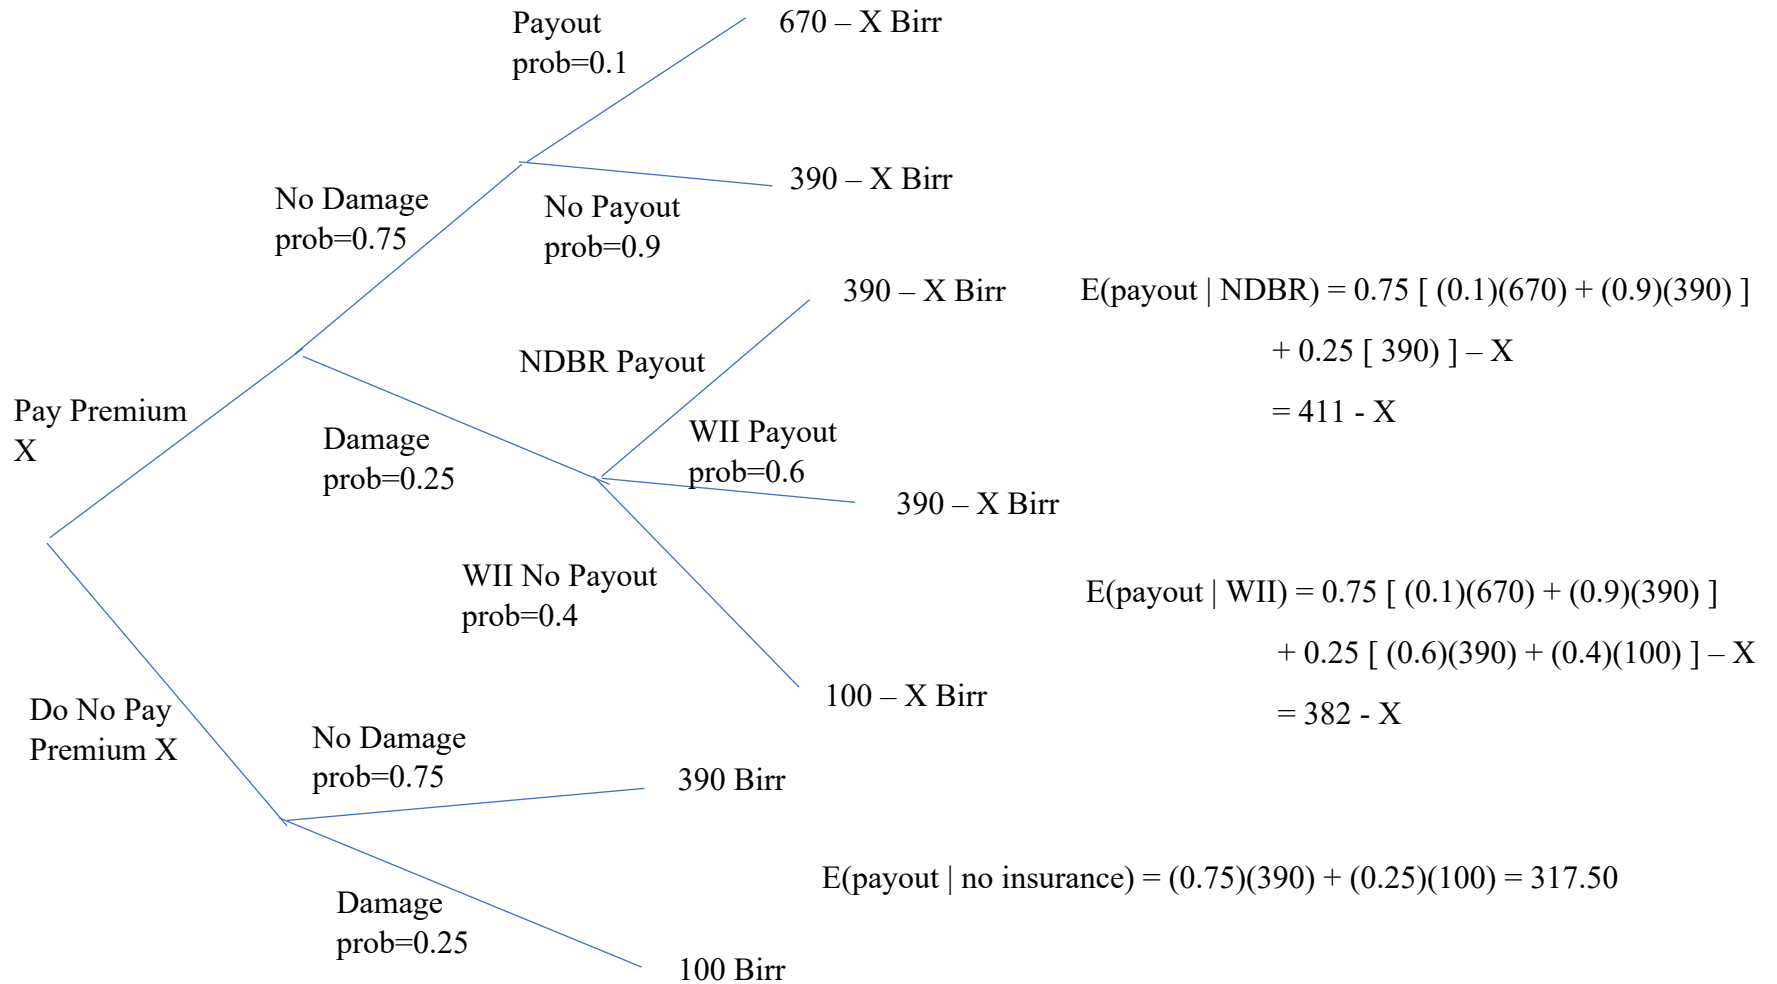 Payout
prob=0.1
670 – X Birr
No Damage
prob=0.75
No Payout
prob=0.9
390 – X Birr
Pay Premium
X
Damage
prob=0.25
NDBR Payout
390 – X Birr
WII Payout
prob=0.6
390 – X Birr
WII No Payout
prob=0.4
100 – X Birr
E(payout | NDBR) = 0.75 [ (0.1)(670) + (0.9)(390) ]
+ 0.25 [ 390) ] – X
= 411 - X
E(payout | WII) = 0.75 [ (0.1)(670) + (0.9)(390) ]
+ 0.25 [ (0.6)(390) + (0.4)(100) ] – X
= 382 - X
Do No Pay
Premium X
No Damage
prob=0.75
390 Birr
Damage
prob=0.25
100 Birr
E(payout | no insurance) = (0.75)(390) + (0.25)(100) = 317.50